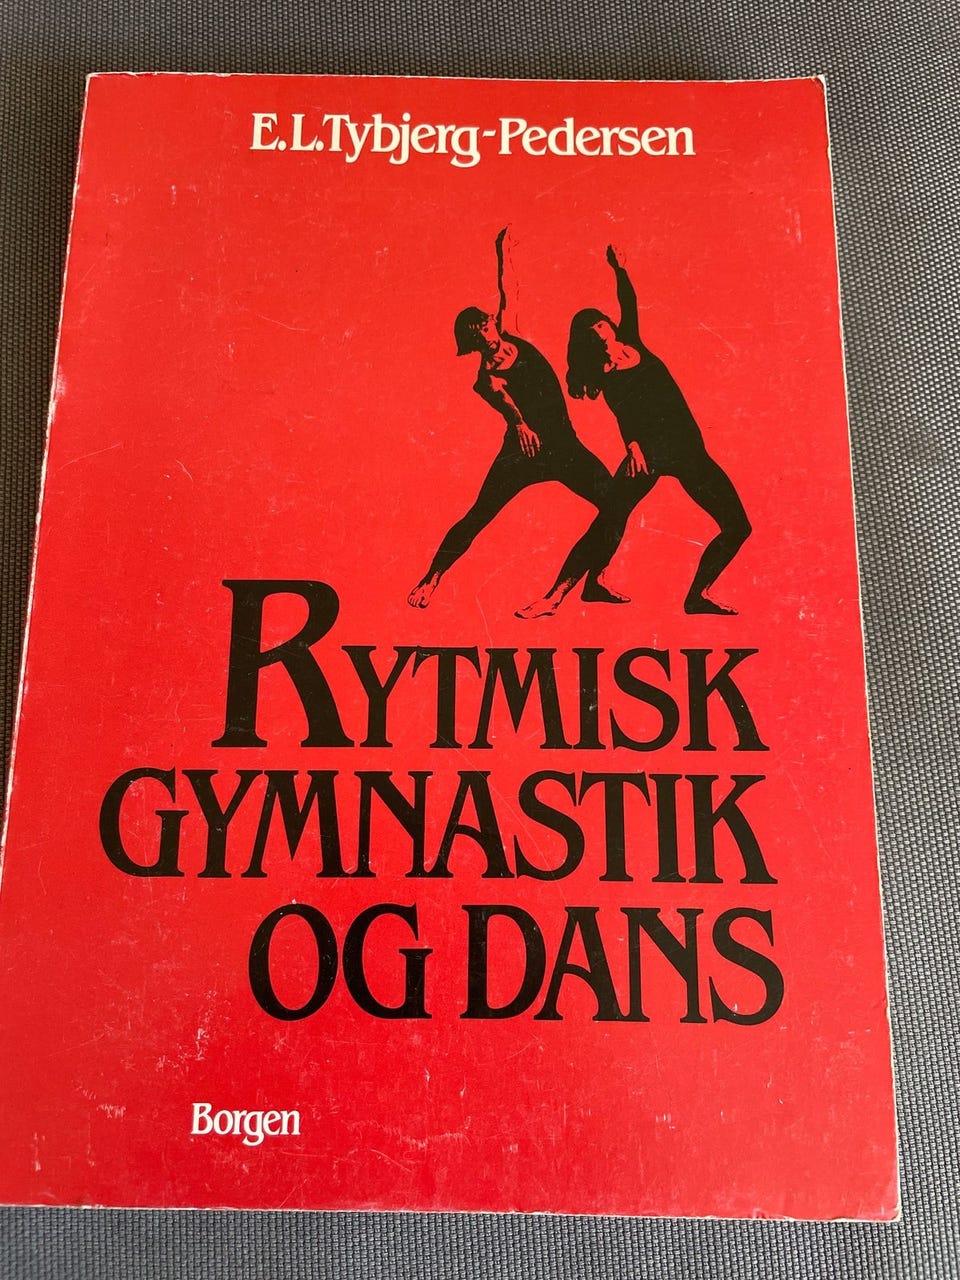 E.L.Tybjerg-Pedersen
RYTMISK
GYMNASTIK
OG DANS
Borgen